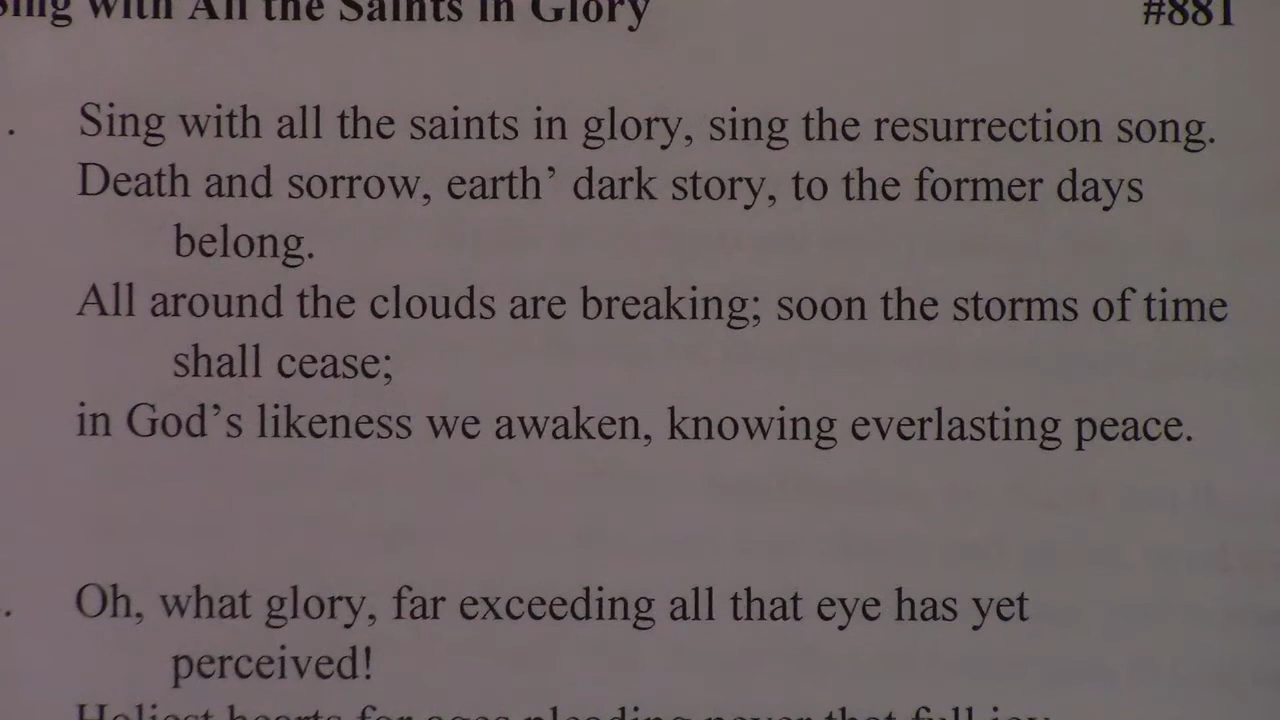 Sing with All the Saints in Glory #881
. Sing with all the saints in glory, sing the resurrection song.
Death and sorrow, earth’ dark story, to the former days
belong.
All around the clouds are breaking; soon the storms of time
shall cease;
in God’s likeness we awaken, knowing everlasting peace.
. Oh, what glory, far exceeding all that eye has yet
perceived!
Holiest hearts for ages pleading never that full joy